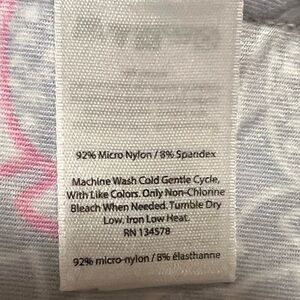 92% Micro Nylon / 8% Spandex
Machine Wash Cold Gentle Cycle,
With Like Colors. Only Non-Chlorine
Bleach When Needed. Tumble Dry
Low. Iron Low Heat.
RN 134578
92% micro-nylon / 8% élasthanne